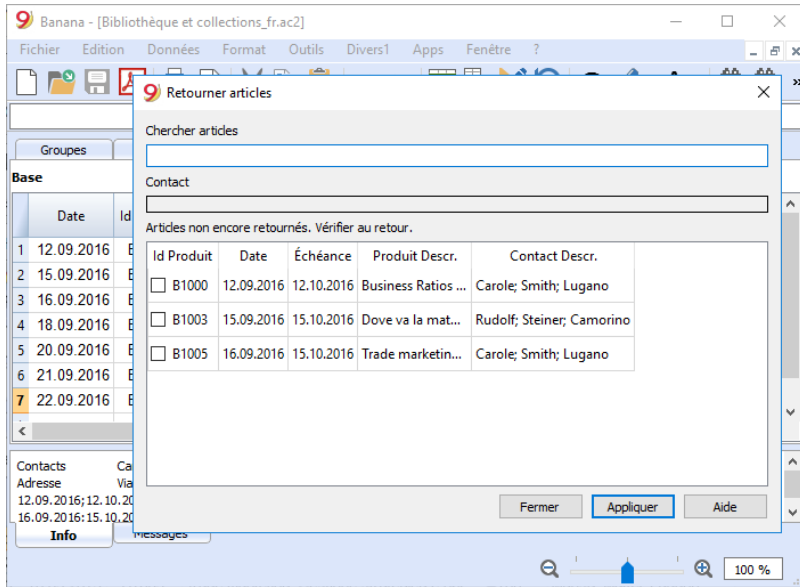 Banana - [Bibliothèque et collections_fr.ac2]
Fichier Edition Données Format Outils Divers1 Apps Fenêtre ?
Retourner articles
Chercher articles
Groupes
Base
Contact
Articles non encore retournés. Vérifier au retour.
Date Id
Id Produit Date Échéance Produit Descr. Contact Descr.
B1000 12.09.2016 12.10.2016 Business Ratios ... Carole; Smith; Lugano
B1003 15.09.2016 15.10.2016 Dove va la mat... Rudolf; Steiner; Camorino
B1005 16.09.2016 15.10.2016 Trade marketin... Carole; Smith; Lugano
1 12.09.2016
2 15.09.2016
3 16.09.2016
4 18.09.2016
5 20.09.2016
6 21.09.2016
7 22.09.2016
Contacts Ca
Adresse Via
12.09.2016;12.10.20
16.09.2016;15.10.20
Fermer Appliquer Aide
Info Messages
100 %